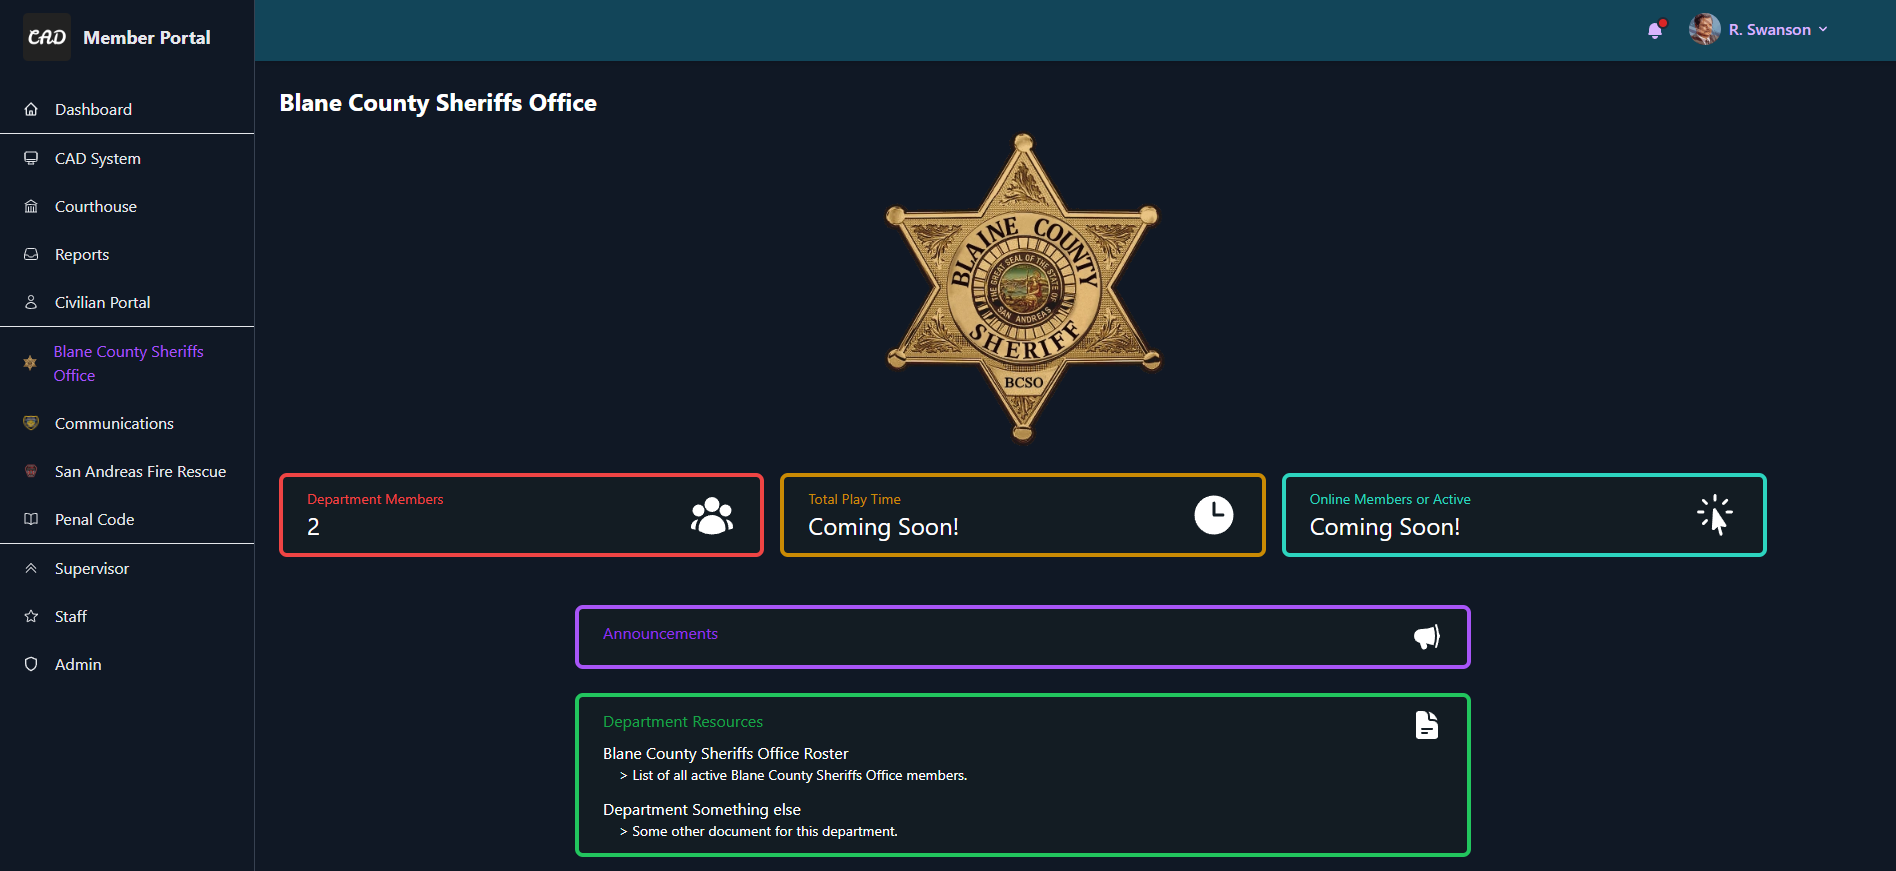 CAD Member Portal
R. Swanson
Dashboard
CAD System
Courthouse
Reports
Civilian Portal
Blane County Sheriffs
Office
Communications
San Andreas Fire Rescue
Penal Code
Supervisor
Staff
Admin
Blane County Sheriffs Office
BLAINE COUNTY
THE GREAT SEAL OF THE STATE OF
SAN ANDREAS
SHERIFF
BCSO
Department Members
2
Total Play Time
Coming Soon!
Online Members or Active
Coming Soon!
Announcements
Department Resources
Blane County Sheriffs Office Roster
> List of all active Blane County Sheriffs Office members.
Department Something else
> Some other document for this department.